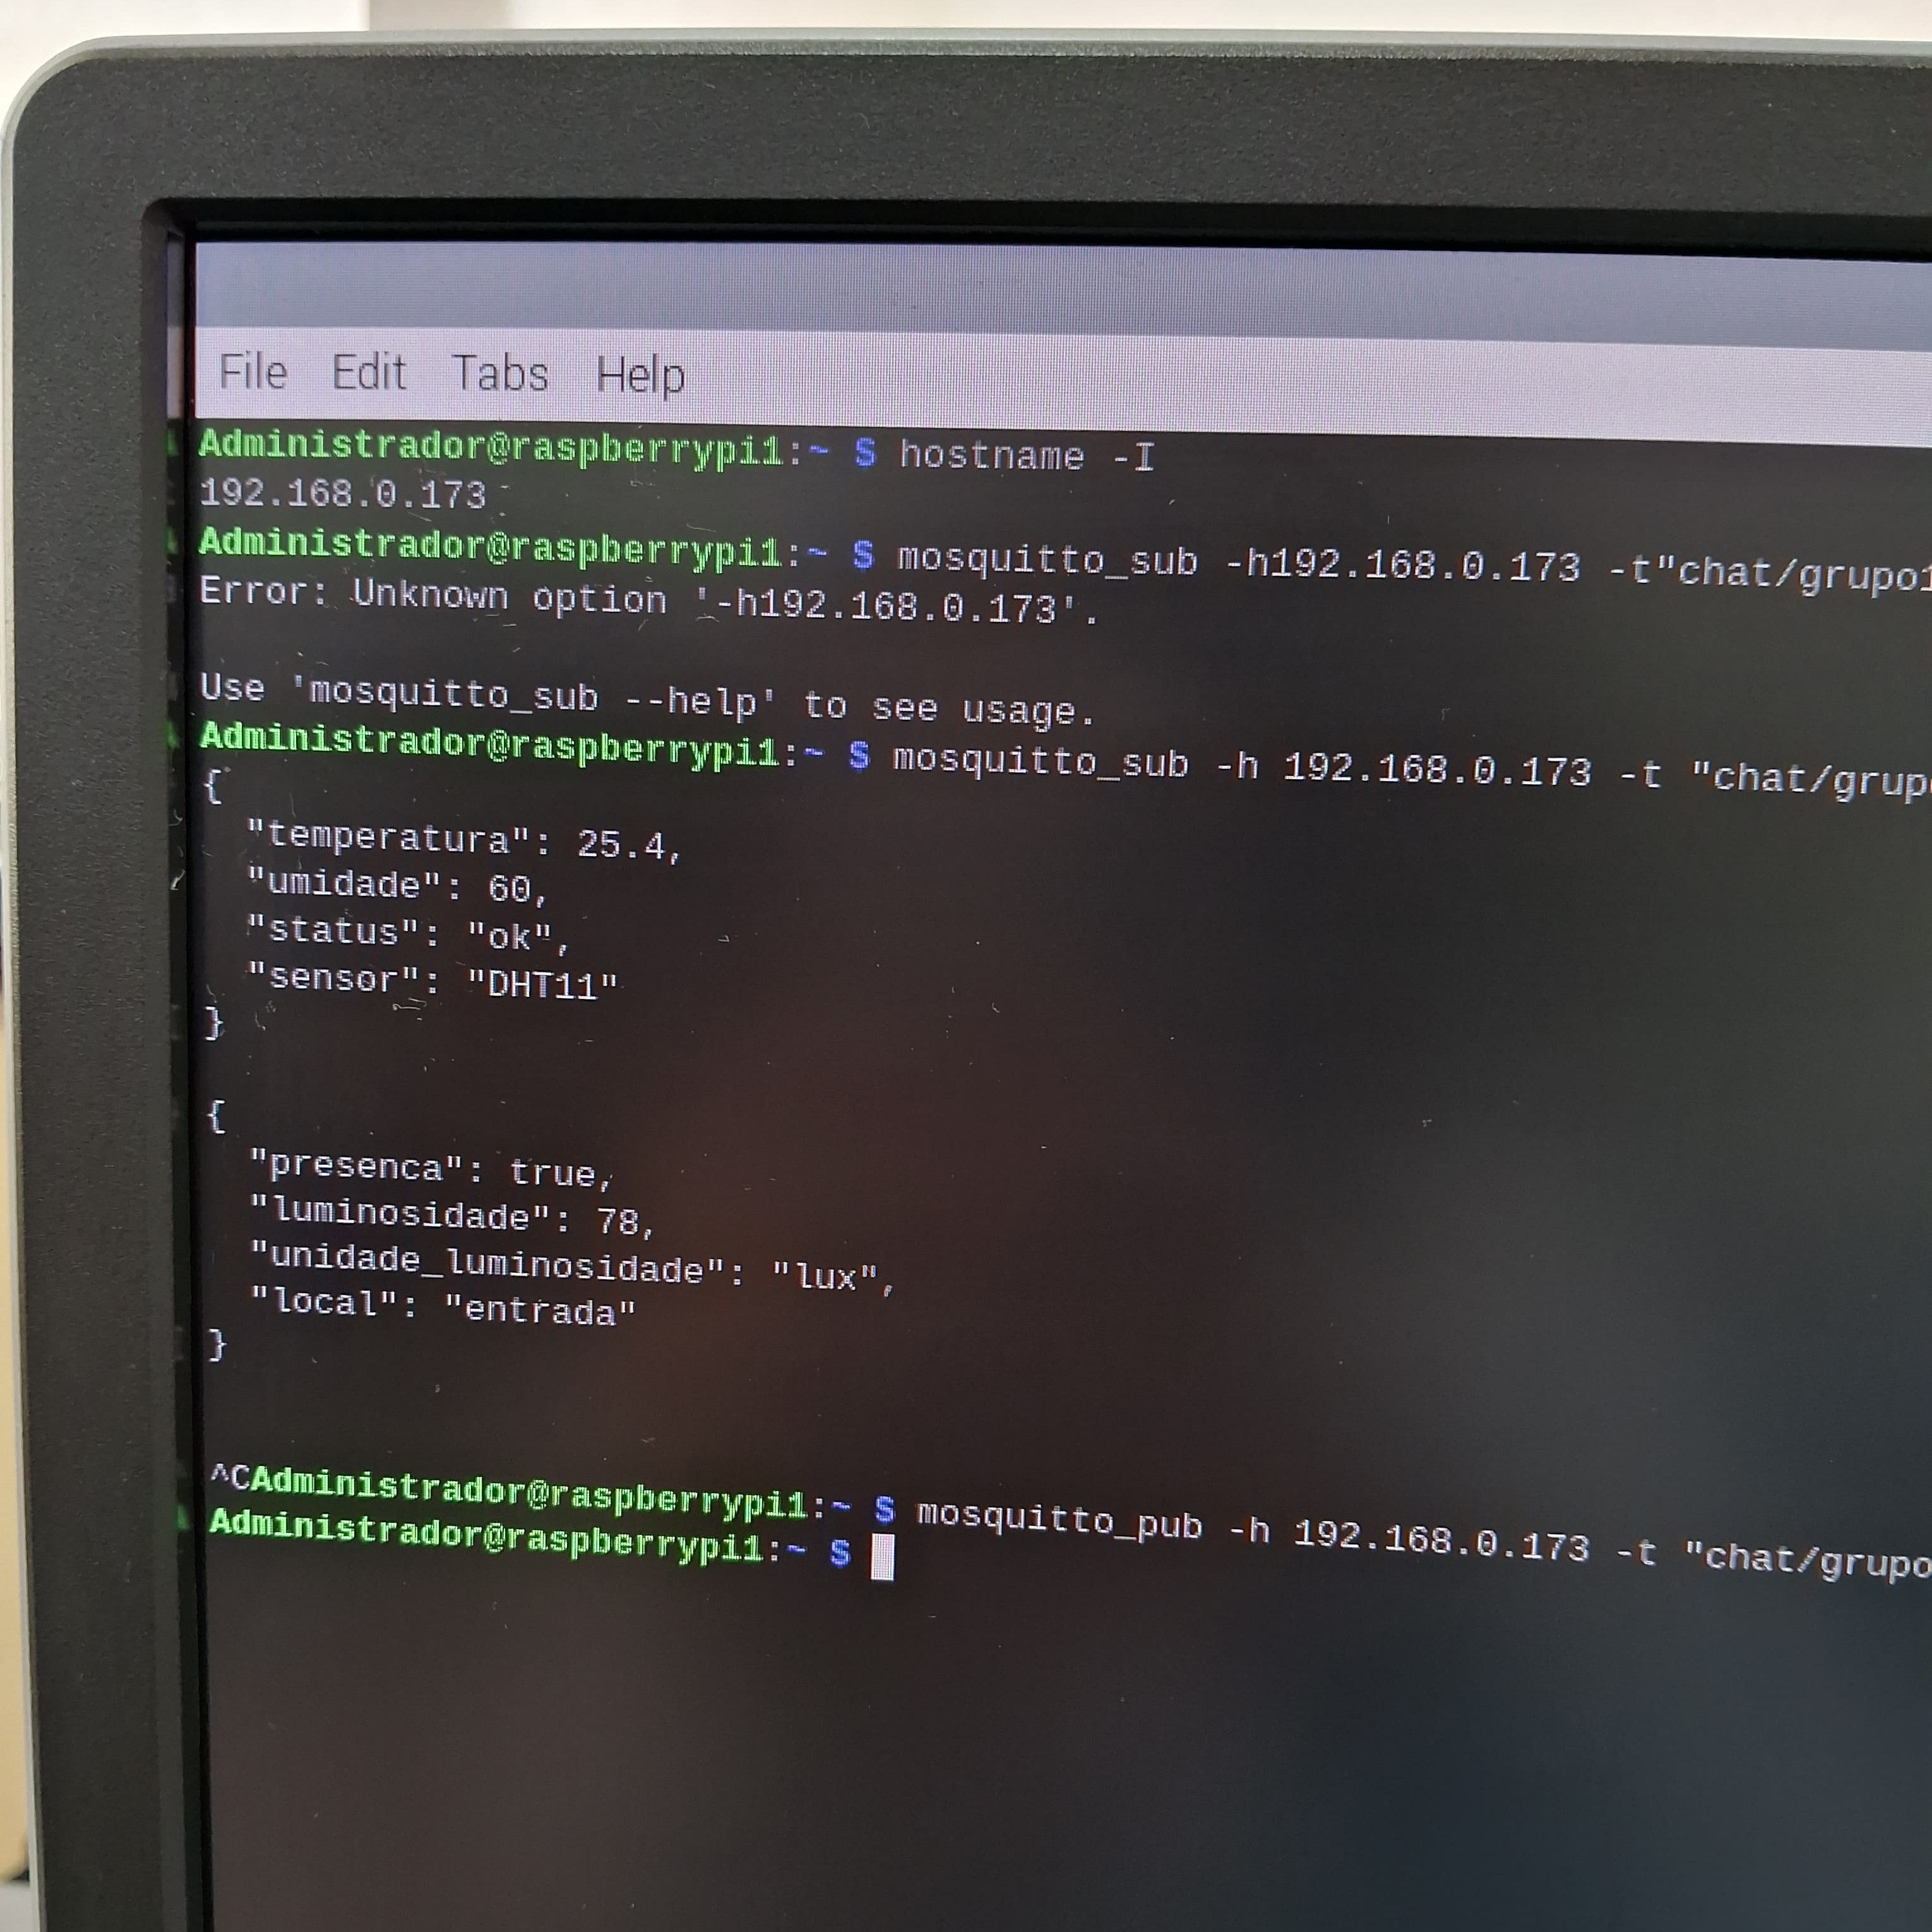 File Edit Tabs Help
Administrador@raspberrypi1:~ $ hostname -I
192.168.0.173
Administrador@raspberrypi1:~ $ mosquitto_sub -h192.168.0.173 -t"chat/grupo1
Error: Unknown option '-h192.168.0.173'.
Use 'mosquitto_sub --help' to see usage.
Administrador@raspberrypi1:~ $ mosquitto_sub -h 192.168.0.173 -t "chat/grup
{
"temperatura": 25.4,
"umidade": 60,
"status": "ok",
"sensor": "DHT11"
}
{
"presenca": true,
"luminosidade": 78,
"unidade_luminosidade": "lux",
"local": "entrada"
}
^CAdministrador@raspberrypi1:~ $ mosquitto_pub -h 192.168.0.173 -t "chat/grupo
Administrador@raspberrypi1:~ $